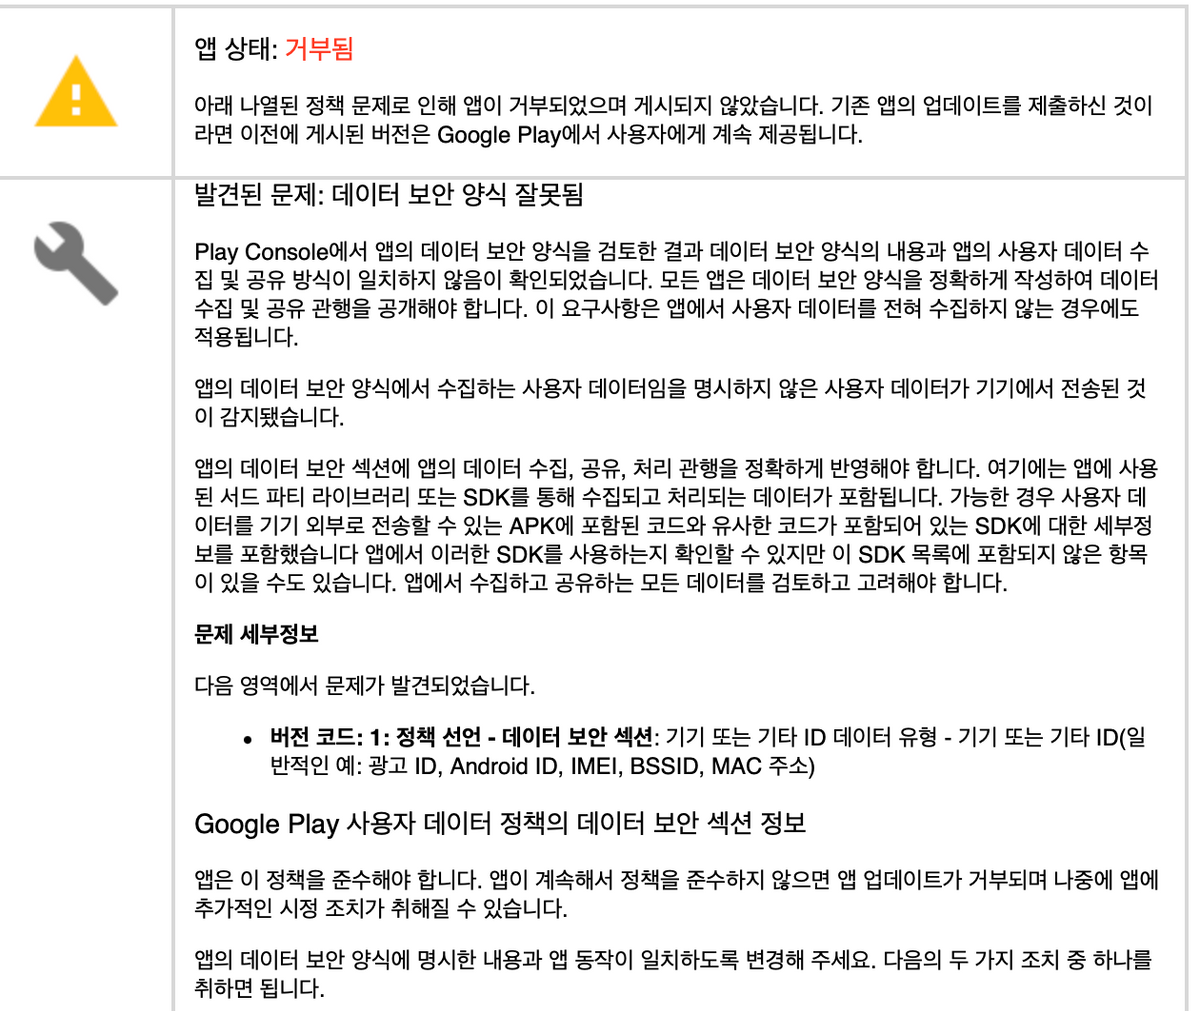 앱 상태: 거부됨
아래 나열된 정책 문제로 인해 앱이 거부되었으며 게시되지 않았습니다. 기존 앱의 업데이트를 제출하신 것이
라면 이전에 게시된 버전은 Google Play에서 사용자에게 계속 제공됩니다.
발견된 문제: 데이터 보안 양식 잘못됨
Play Console에서 앱의 데이터 보안 양식을 검토한 결과 데이터 보안 양식의 내용과 앱의 사용자 데이터 수
집 및 공유 방식이 일치하지 않음이 확인되었습니다. 모든 앱은 데이터 보안 양식을 정확하게 작성하여 데이터
수집 및 공유 관행을 공개해야 합니다. 이 요구사항은 앱에서 사용자 데이터를 전혀 수집하지 않는 경우에도
적용됩니다.
앱의 데이터 보안 양식에서 수집하는 사용자 데이터임을 명시하지 않은 사용자 데이터가 기기에서 전송된 것
이 감지됐습니다.
앱의 데이터 보안 섹션에 앱의 데이터 수집, 공유, 처리 관행을 정확하게 반영해야 합니다. 여기에는 앱에 사용
된 서드 파티 라이브러리 또는 SDK를 통해 수집되고 처리되는 데이터가 포함됩니다. 가능한 경우 사용자 데
이터를 기기 외부로 전송할 수 있는 APK에 포함된 코드와 유사한 코드가 포함되어 있는 SDK에 대한 세부정
보를 포함했습니다 앱에서 이러한 SDK를 사용하는지 확인할 수 있지만 이 SDK 목록에 포함되지 않은 항목
이 있을 수도 있습니다. 앱에서 수집하고 공유하는 모든 데이터를 검토하고 고려해야 합니다.
문제 세부정보
다음 영역에서 문제가 발견되었습니다.
• 버전 코드: 1: 정책 선언 - 데이터 보안 섹션: 기기 또는 기타 ID 데이터 유형 - 기기 또는 기타 ID(일
반적인 예: 광고 ID, Android ID, IMEI, BSSID, MAC 주소)
Google Play 사용자 데이터 정책의 데이터 보안 섹션 정보
앱은 이 정책을 준수해야 합니다. 앱이 계속해서 정책을 준수하지 않으면 앱 업데이트가 거부되며 나중에 앱에
추가적인 시정 조치가 취해질 수 있습니다.
앱의 데이터 보안 양식에 명시한 내용과 앱 동작이 일치하도록 변경해 주세요. 다음의 두 가지 조치 중 하나를
취하면 됩니다.